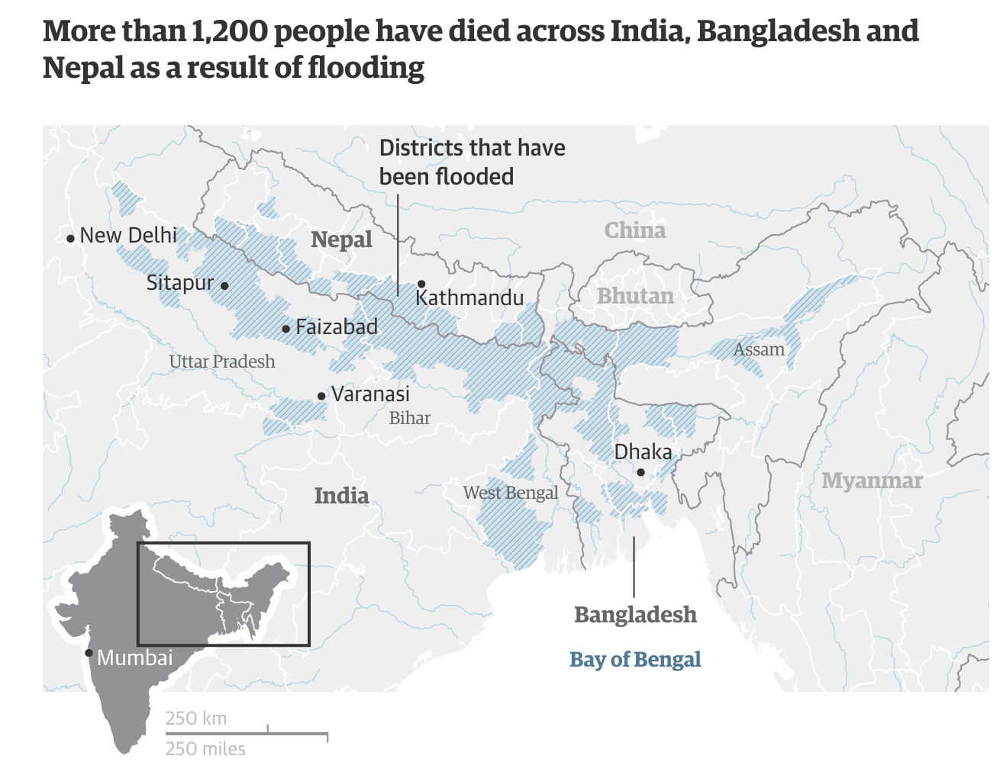 More than 1,200 people have died across India, Bangladesh and
Nepal as a result of flooding
Districts that have
been flooded
New Delhi
Nepal
China
Sitapur
Kathmandu
Bhutan
Faizabad
Uttar Pradesh
Assam
Varanasi
Bihar
Dhaka
India
West Bengal
Myanmar
Bangladesh
Mumbai
Bay of Bengal
250 km
250 miles